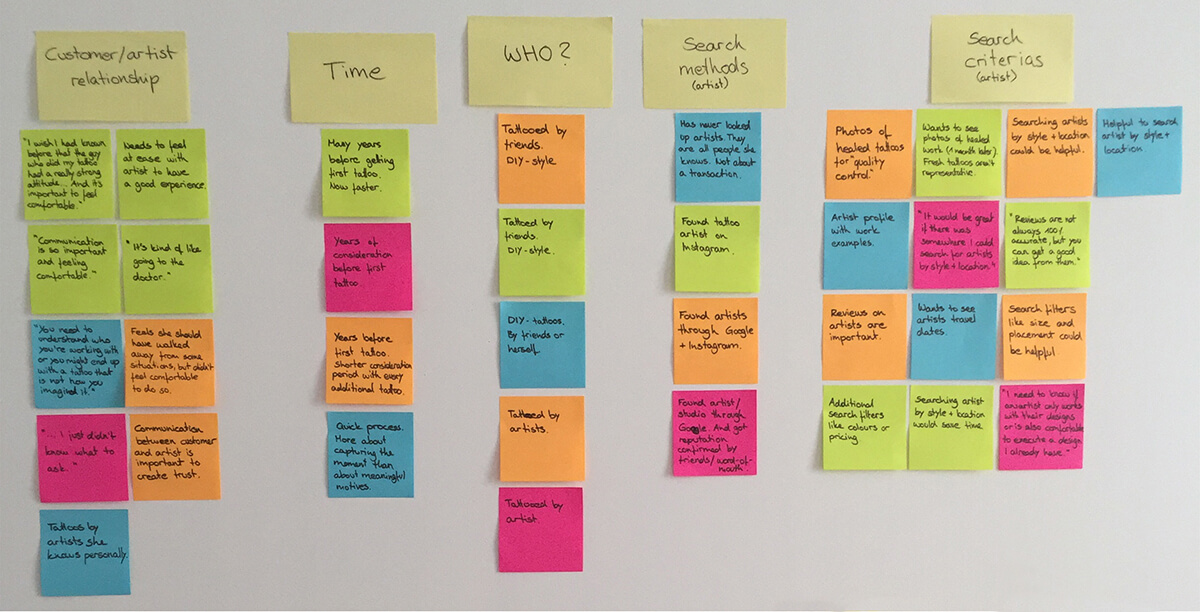 Customer/artist
relationship
"I wish I had known
before that the guy
who did my tattoo
had a really strong
attitude... And it's
important to feel
comfortable."
Needs to feel
at ease with
artist to have
a good experience.
"Communication
is so important
and feeling
comfortable"
"It's kind of like
going to the
doctor."
"You need to
understand who
you're working with
or you might end up
with a tattoo that
is not how you
imagined it."
Feels she should
have walked
away from some
situations, but didn't
feel comfortable
to do so.
"... I just didn't
know what to
ask."
Communication
between customer
and artist is
important to
create trust.
Tattoos by
artists she
knows personally.
Time
Many years
before getting
first tattoo.
Now faster.
Years of
consideration
before first
tattoo.
Years before
first tattoo.
Shorter consideration
period with every
additional tattoo.
Quick process.
More about
capturing the
moment than
about meaningful
motives.
WHO?
Tattooed by
friends.
DIY-style
Tattooed by
friends.
DIY-style.
DIY-tattoos.
By friends or
herself.
Tattooed by
artists.
Tattooed by
artist.
Search
methods
(artist)
Has never looked
up artists. They
are all people she
knows. Not about
a transaction.
Found tattoo
artist on
Instagram.
Found artists
through Google
+ Instagram.
Found artist/
studio through
Google. And got
reputation
confirmed by
friends/word-of-
mouth.
Search
criterias
(artist)
Photos of
healed tattoos
for "quality
control."
Wants to see
photos of healed
work (1 month later).
Fresh tattoos aren't
representative.
Searching artists
by style + location
could be helpful.
Helpful to search
artist by style +
location
Artist profile
with work
examples.
"It would be great
if there was
somewhere I could
search for artists
by style + location"
"Reviews are not
always 100%
accurate, but you
can get a good
idea from them."
Reviews on
artists are
important.
Wants to see
artists travel
dates.
Search filters
like size and
placement could
be helpful
Additional
search filters
like colours or
pricing
Searching artist
by style + location
would save time.
"I need to know if
an artist only works
with their designs
or is also comfortable
to execute a design
I already have."